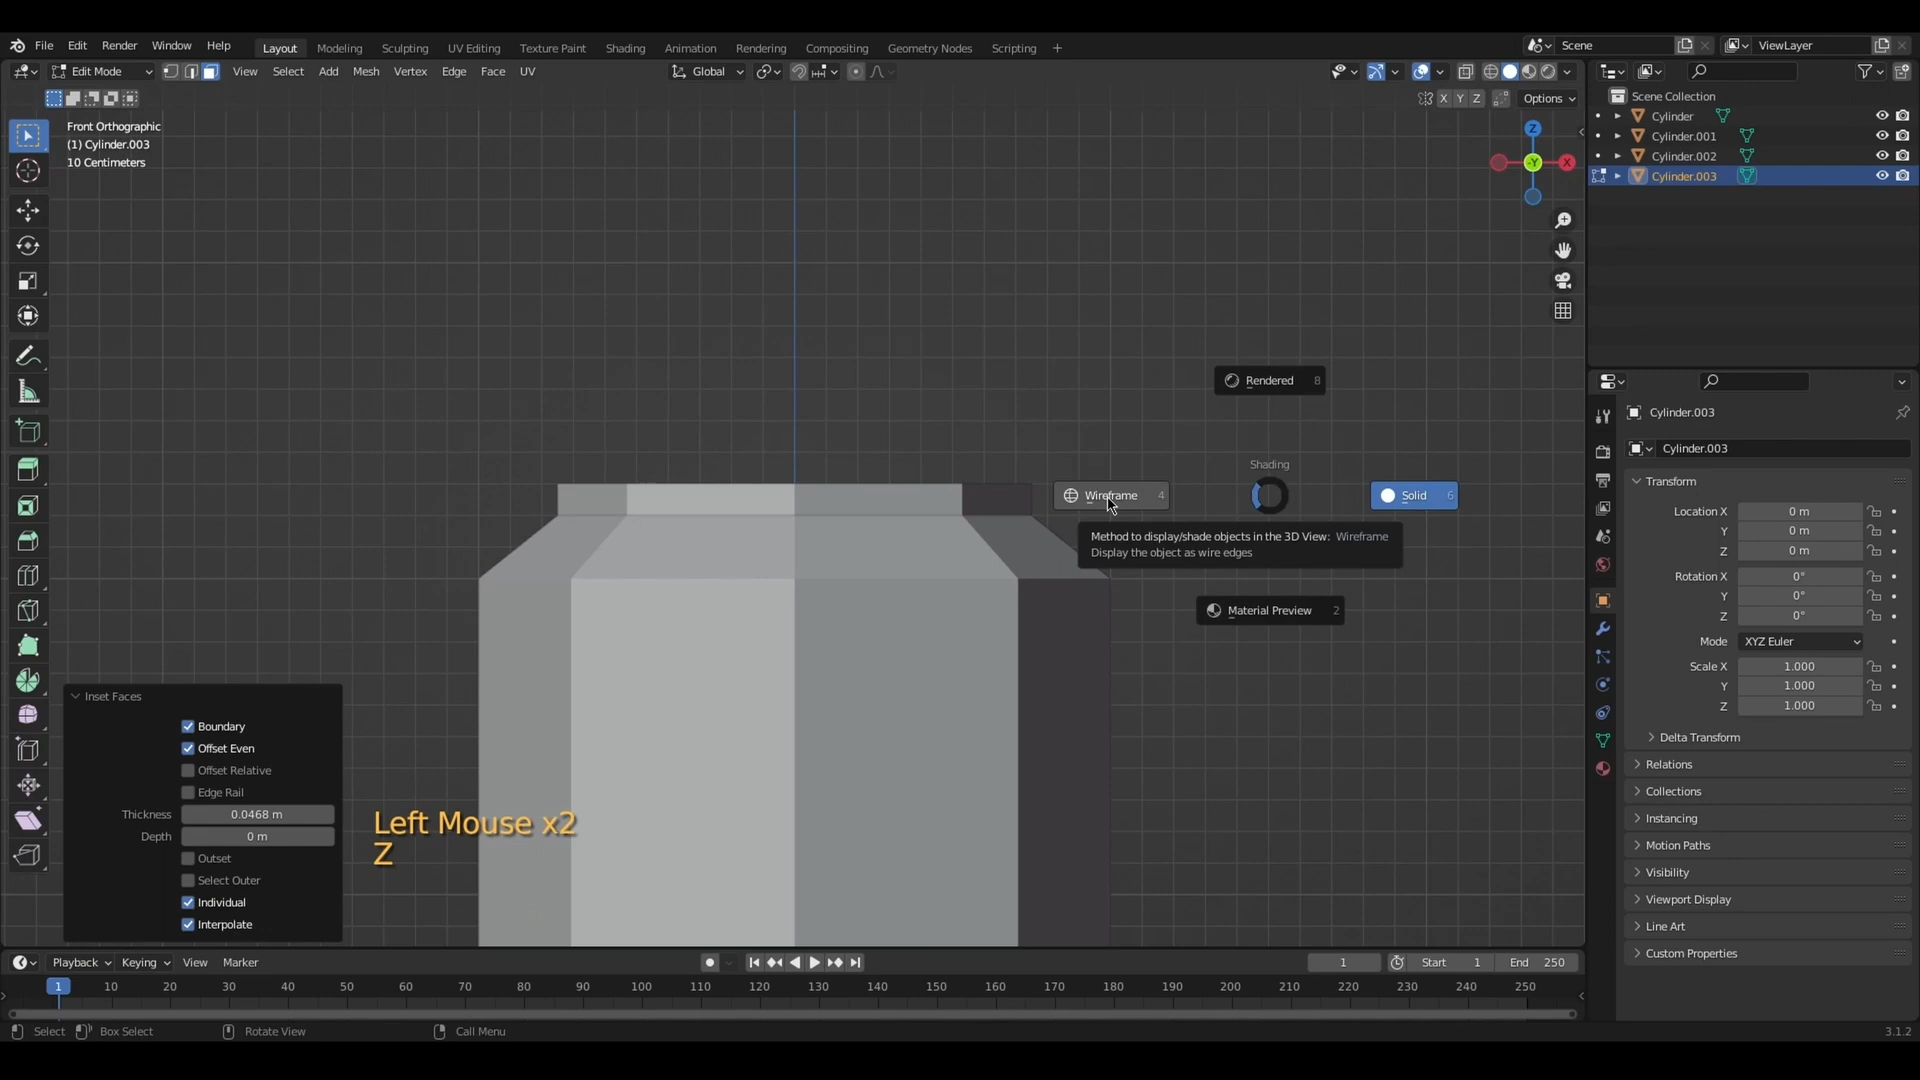 File Edit Render Window Help Layout Modeling Sculpting UV Editing Texture Paint Shading Animation Rendering Compositing Geometry Nodes Scripting + Scene ViewLayer
Edit Mode View Select Add Mesh Vertex Edge Face UV Global
X Y Z Options
Front Orthographic
(1) Cylinder.003
10 Centimeters
Z
-Y
X
Rendered 8
Shading
Wireframe 4
Solid 6
Method to display/shade objects in the 3D View: Wireframe
Display the object as wire edges
Material Preview 2
Inset Faces
Boundary
Offset Even
Offset Relative
Edge Rail
Thickness 0.0468 m
Depth 0 m
Outset
Select Outer
Individual
Interpolate
Left Mouse x2
Z
Scene Collection
Cylinder
Cylinder.001
Cylinder.002
Cylinder.003
Cylinder.003
Cylinder.003
Transform
Location X 0 m
Y 0 m
Z 0 m
Rotation X 0°
Y 0°
Z 0°
Mode XYZ Euler
Scale X 1.000
Y 1.000
Z 1.000
Delta Transform
Relations
Collections
Instancing
Motion Paths
Visibility
Viewport Display
Line Art
Custom Properties
Playback Keying View Marker 1 Start 1 End 250
1 10 20 30 40 50 60 70 80 90 100 110 120 130 140 150 160 170 180 190 200 210 220 230 240 250
Select Box Select Rotate View Call Menu 3.1.2